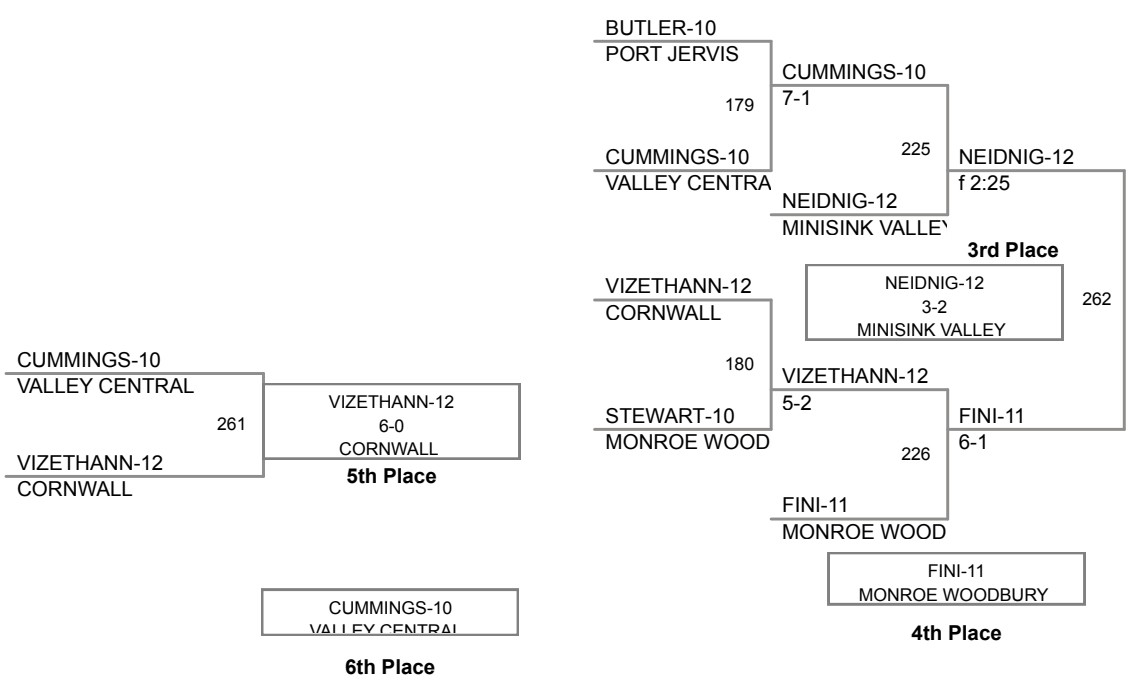 BUTLER-10
PORT JERVIS
CUMMINGS-10
7-1
179
CUMMINGS-10
VALLEY CENTRA
225
NEIDNIG-12
f 2:25
NEIDNIG-12
MINISINK VALLEY
3rd Place
NEIDNIG-12
3-2
MINISINK VALLEY
262
VIZETHANN-12
CORNWALL
180
VIZETHANN-12
5-2
STEWART-10
MONROE WOOD
FINI-11
6-1
226
FINI-11
MONROE WOOD
FINI-11
MONROE WOODBURY
4th Place
CUMMINGS-10
VALLEY CENTRAL
261
VIZETHANN-12
6-0
CORNWALL
5th Place
VIZETHANN-12
CORNWALL
CUMMINGS-10
VALLEY CENTRAL
6th Place